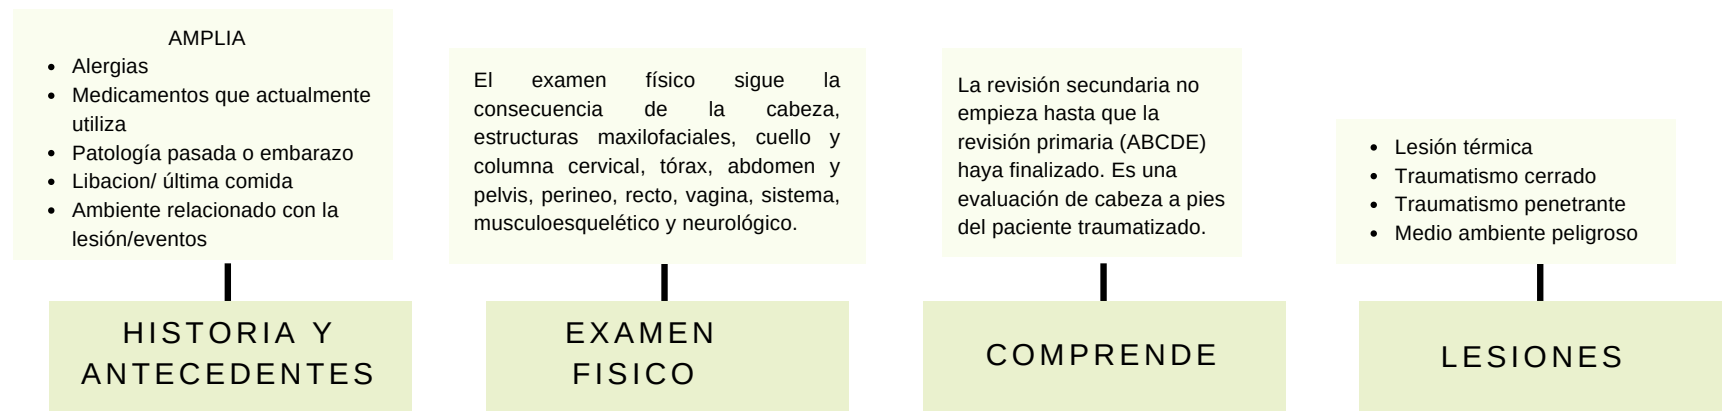 AMPLIA
• Alergias
• Medicamentos que actualmente
utiliza
• Patología pasada o embarazo
• Libacion/ última comida
• Ambiente relacionado con la
lesión/eventos
HISTORIA Y
ANTECEDENTES
El examen físico sigue la
consecuencia de la cabeza,
estructuras maxilofaciales, cuello y
columna cervical, tórax, abdomen y
pelvis, perineo, recto, vagina, sistema,
musculoesquelético y neurológico.
EXAMEN
FISICO
La revisión secundaria no
empieza hasta que la
revisión primaria (ABCDE)
haya finalizado. Es una
evaluación de cabeza a pies
del paciente traumatizado.
COMPRENDE
• Lesión térmica
• Traumatismo cerrado
• Traumatismo penetrante
• Medio ambiente peligroso
LESIONES